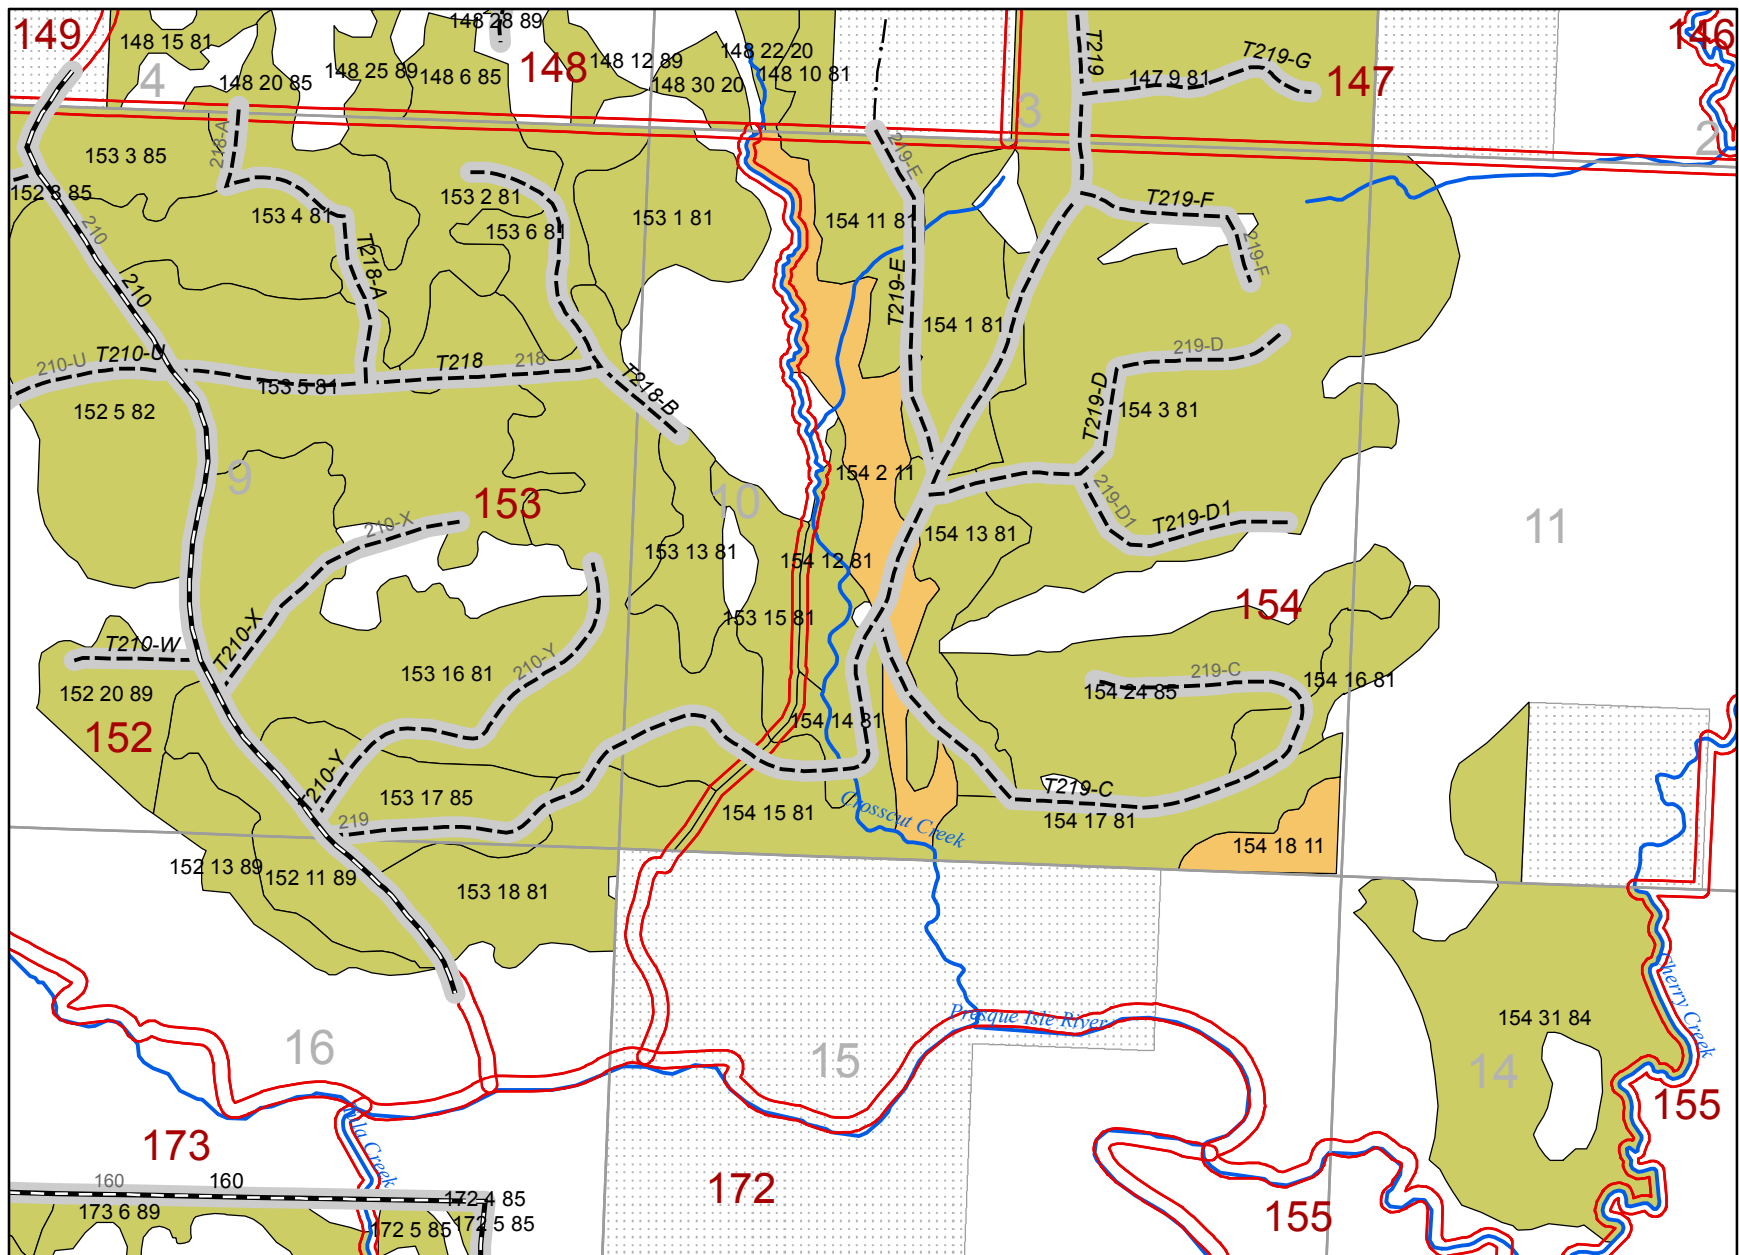 149
148 15 81
4
148 20 85
148 25 89
148 6 85
148 28 89
148
148 12 89
148 30 20
148 22 20
148 10 81
T219
147 9 81
T219-G
147
146
3
2
153 3 85
218-A
219-E
152 3 85
153 4 81
153 2 81
153 6 81
153 1 81
154 11 81
T219-F
219-F
210
210
T218-A
T219-E
154 1 81
210-U
T210-U
153 5 81
T218
218
T218-B
219-D
T219-D
154 3 81
152 5 82
9
153
10
154 2 11
219-D1
T219-D1
11
210-X
153 13 81
154 12 81
154 13 81
154
T210-W
T210-X
153 15 81
153 16 81
210-Y
152 20 89
152
219-C
154 24 85
154 16 81
154 14 81
T210-Y
153 17 85
219
154 15 81
Crosscut Creek
T219-C
154 17 81
154 18 11
152 13 89
152 11 89
153 18 81
Cherry Creek
Presque Isle River
154 31 84
16
15
14
155
173
172
155
160
160
172 4 85
173 6 89
172 5 85
172 5 85